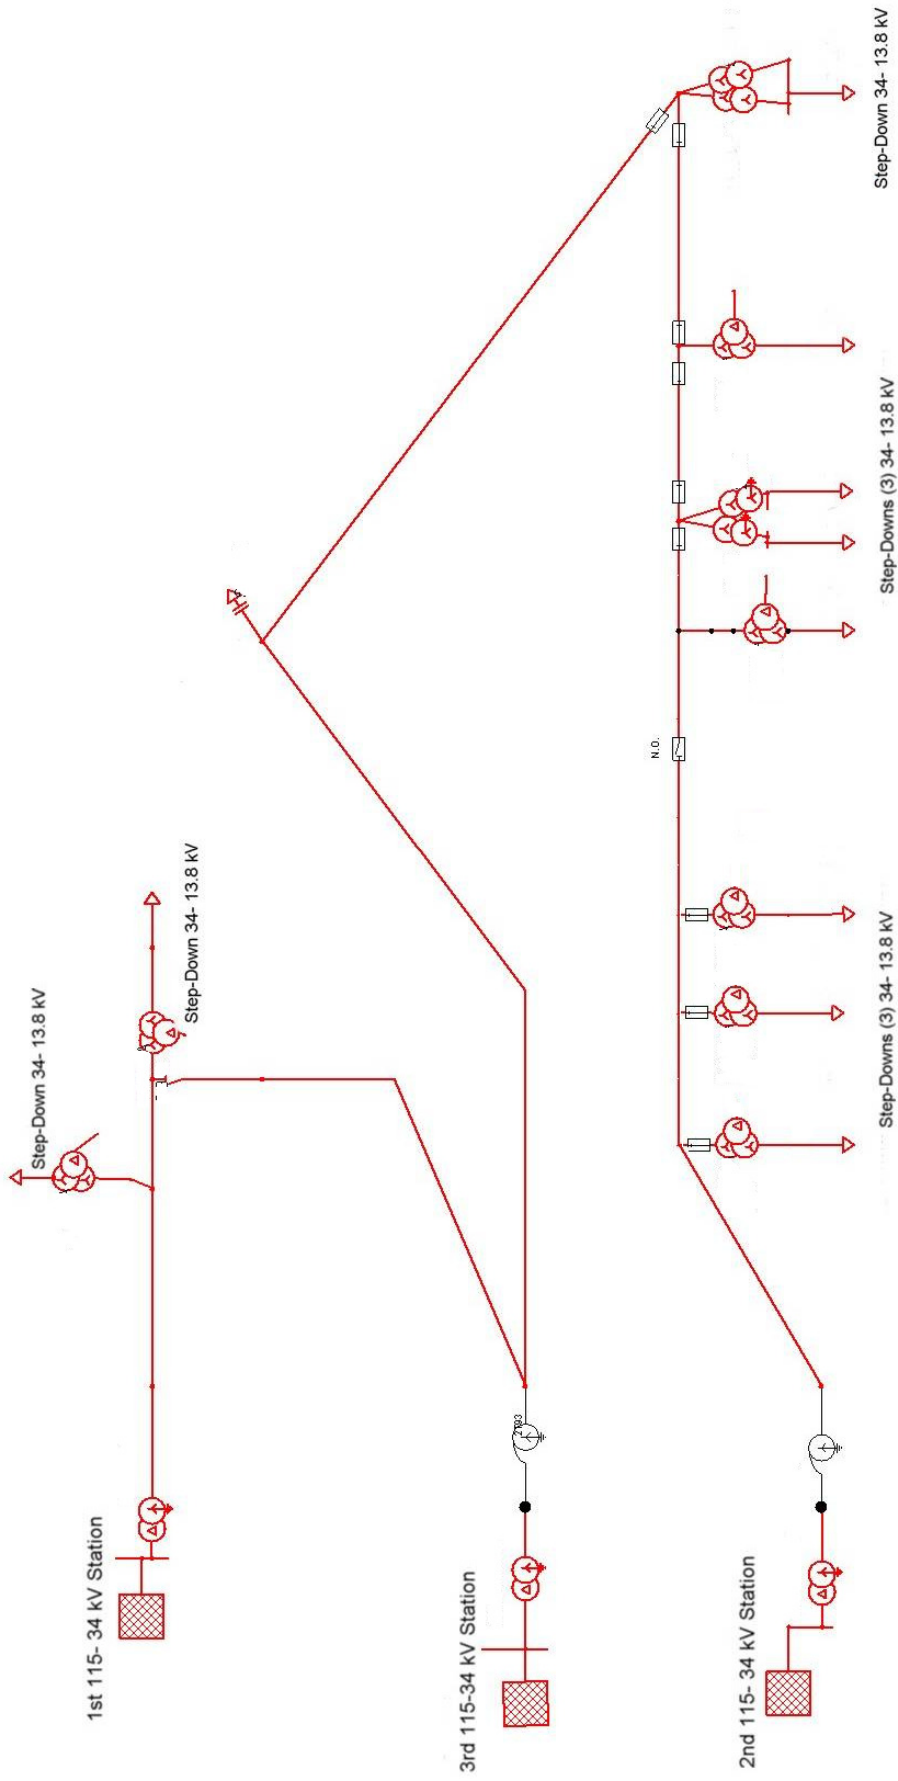 1st 115- 34 kV Station
Step-Down 34- 13.8 kV
Step-Down 34- 13.8 kV
3rd 115-34 kV Station
2193
2nd 115- 34 kV Station
N.O.
Step-Downs (3) 34- 13.8 kV
Step-Downs (3) 34- 13.8 kV
Step-Down 34- 13.8 kV